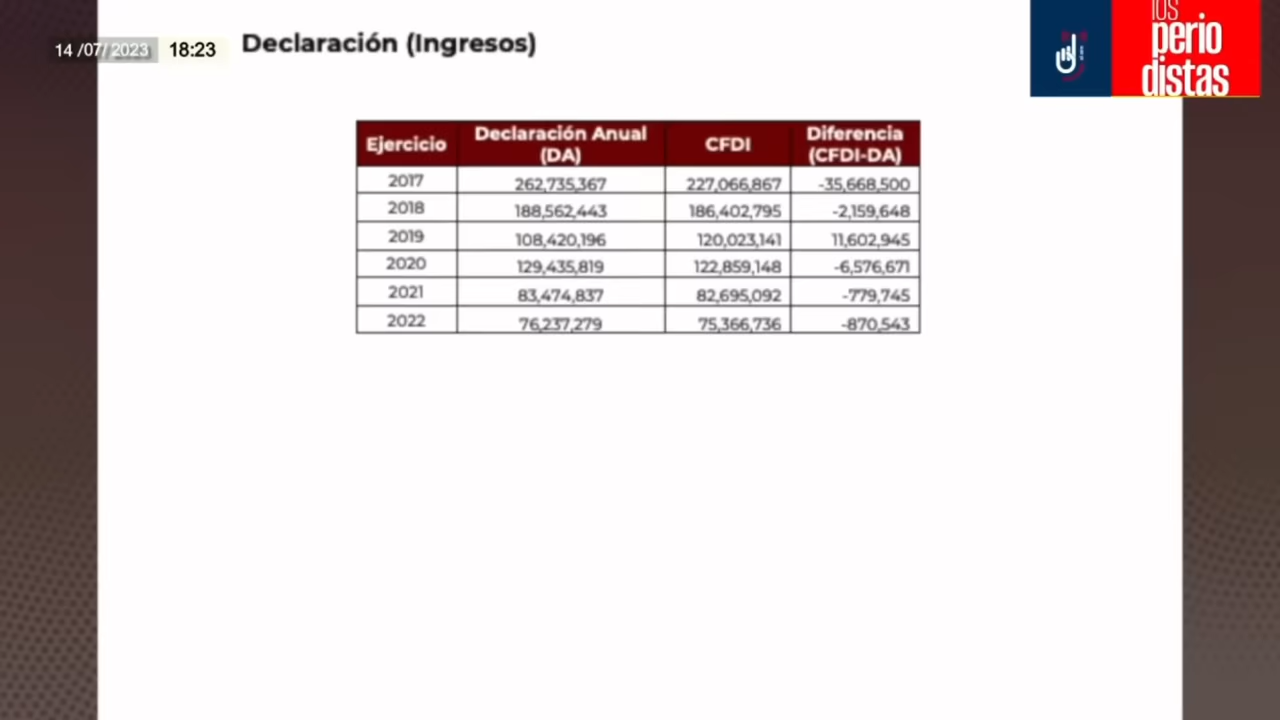 14 /07/ 2023 18:23 Declaración (Ingresos)
los
perio
distas
Ejercicio Declaración Anual (DA) CFDI Diferencia (CFDI-DA)
2017 262,735,367 227,066,867 -35,668,500
2018 188,562,443 186,402,795 -2,159,648
2019 108,420,196 120,023,141 11,602,945
2020 129,435,819 122,859,148 -6,576,671
2021 83,474,837 82,695,092 -779,745
2022 76,237,279 75,366,736 -870,543